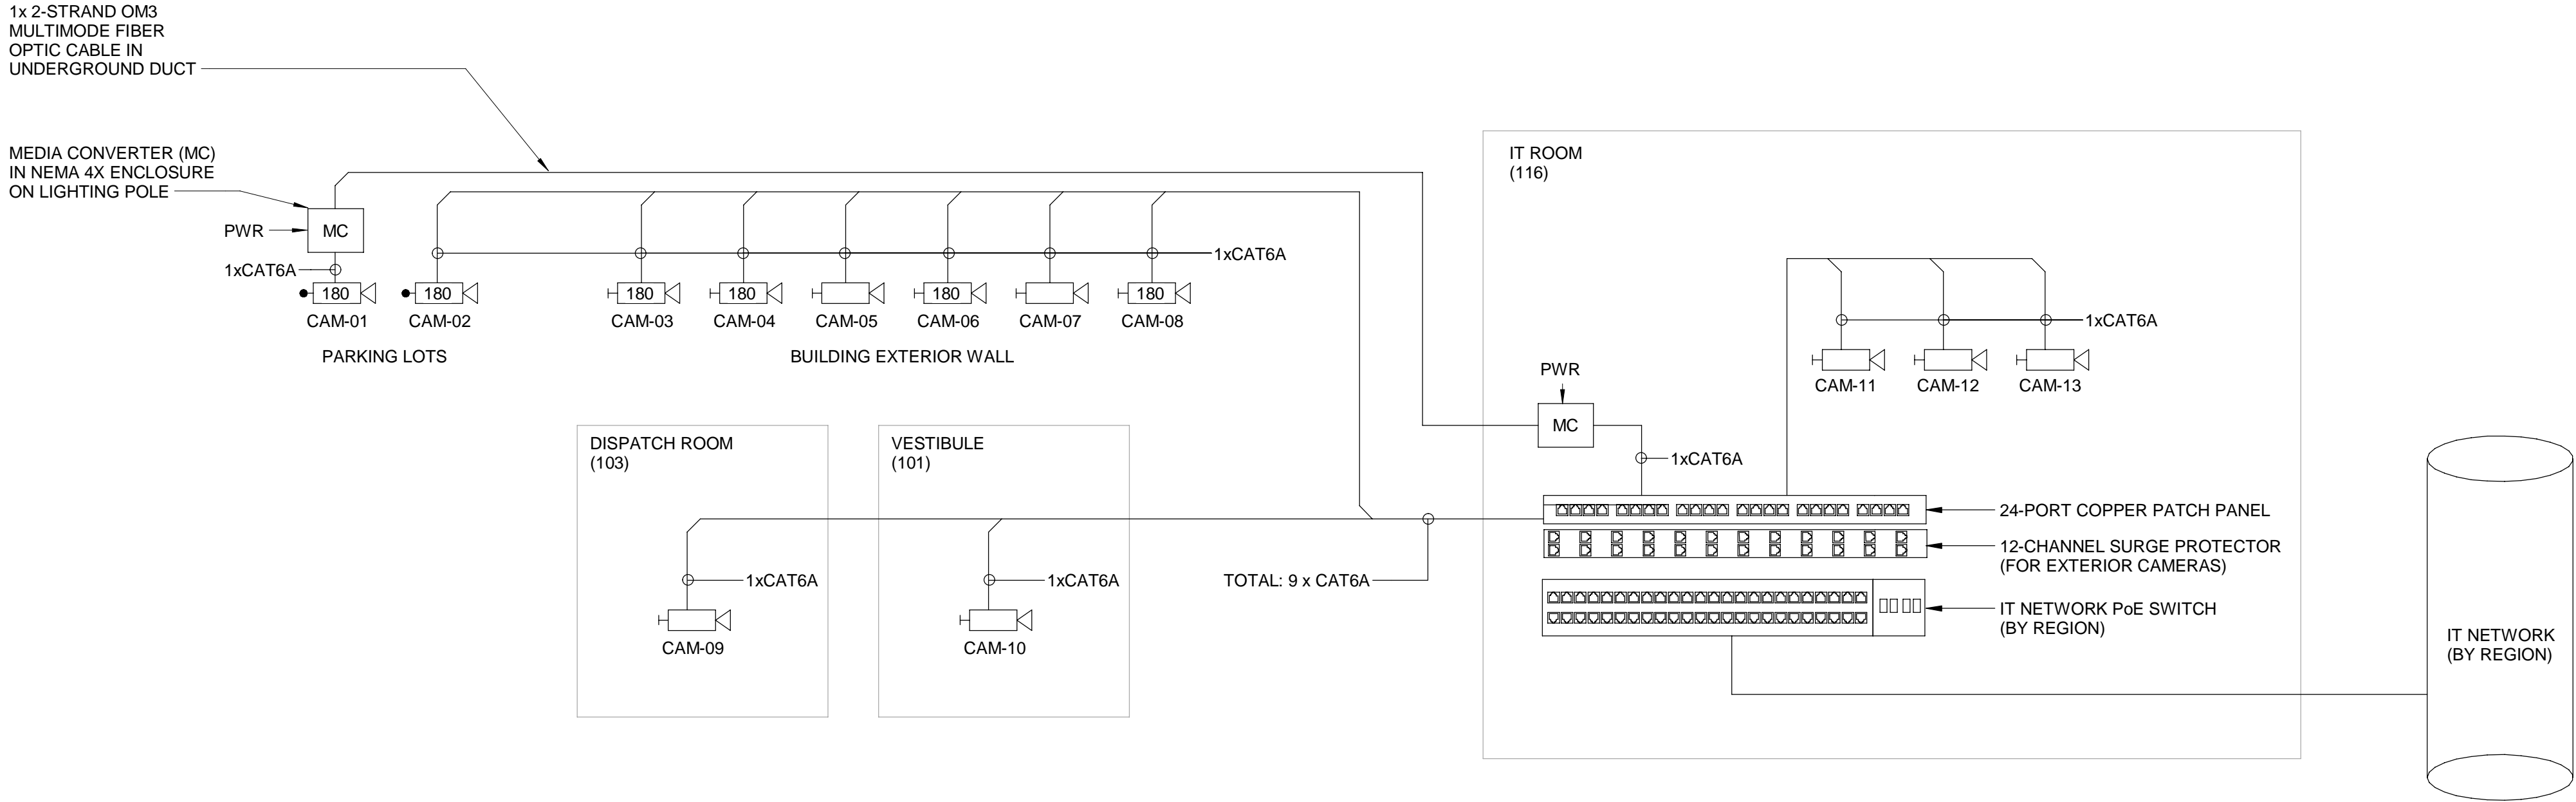 1x 2-STRAND OM3
MULTIMODE FIBER
OPTIC CABLE IN
UNDERGROUND DUCT
MEDIA CONVERTER (MC)
IN NEMA 4X ENCLOSURE
ON LIGHTING POLE
PWR
MC
1xCAT6A
180
CAM-01
180
CAM-02
PARKING LOTS
180
CAM-03
180
CAM-04
CAM-05
180
CAM-06
CAM-07
180
CAM-08
1xCAT6A
BUILDING EXTERIOR WALL
DISPATCH ROOM
(103)
1xCAT6A
CAM-09
VESTIBULE
(101)
1xCAT6A
CAM-10
TOTAL: 9 x CAT6A
IT ROOM
(116)
1xCAT6A
CAM-11
CAM-12
CAM-13
PWR
MC
1xCAT6A
24-PORT COPPER PATCH PANEL
12-CHANNEL SURGE PROTECTOR
(FOR EXTERIOR CAMERAS)
IT NETWORK PoE SWITCH
(BY REGION)
IT NETWORK
(BY REGION)